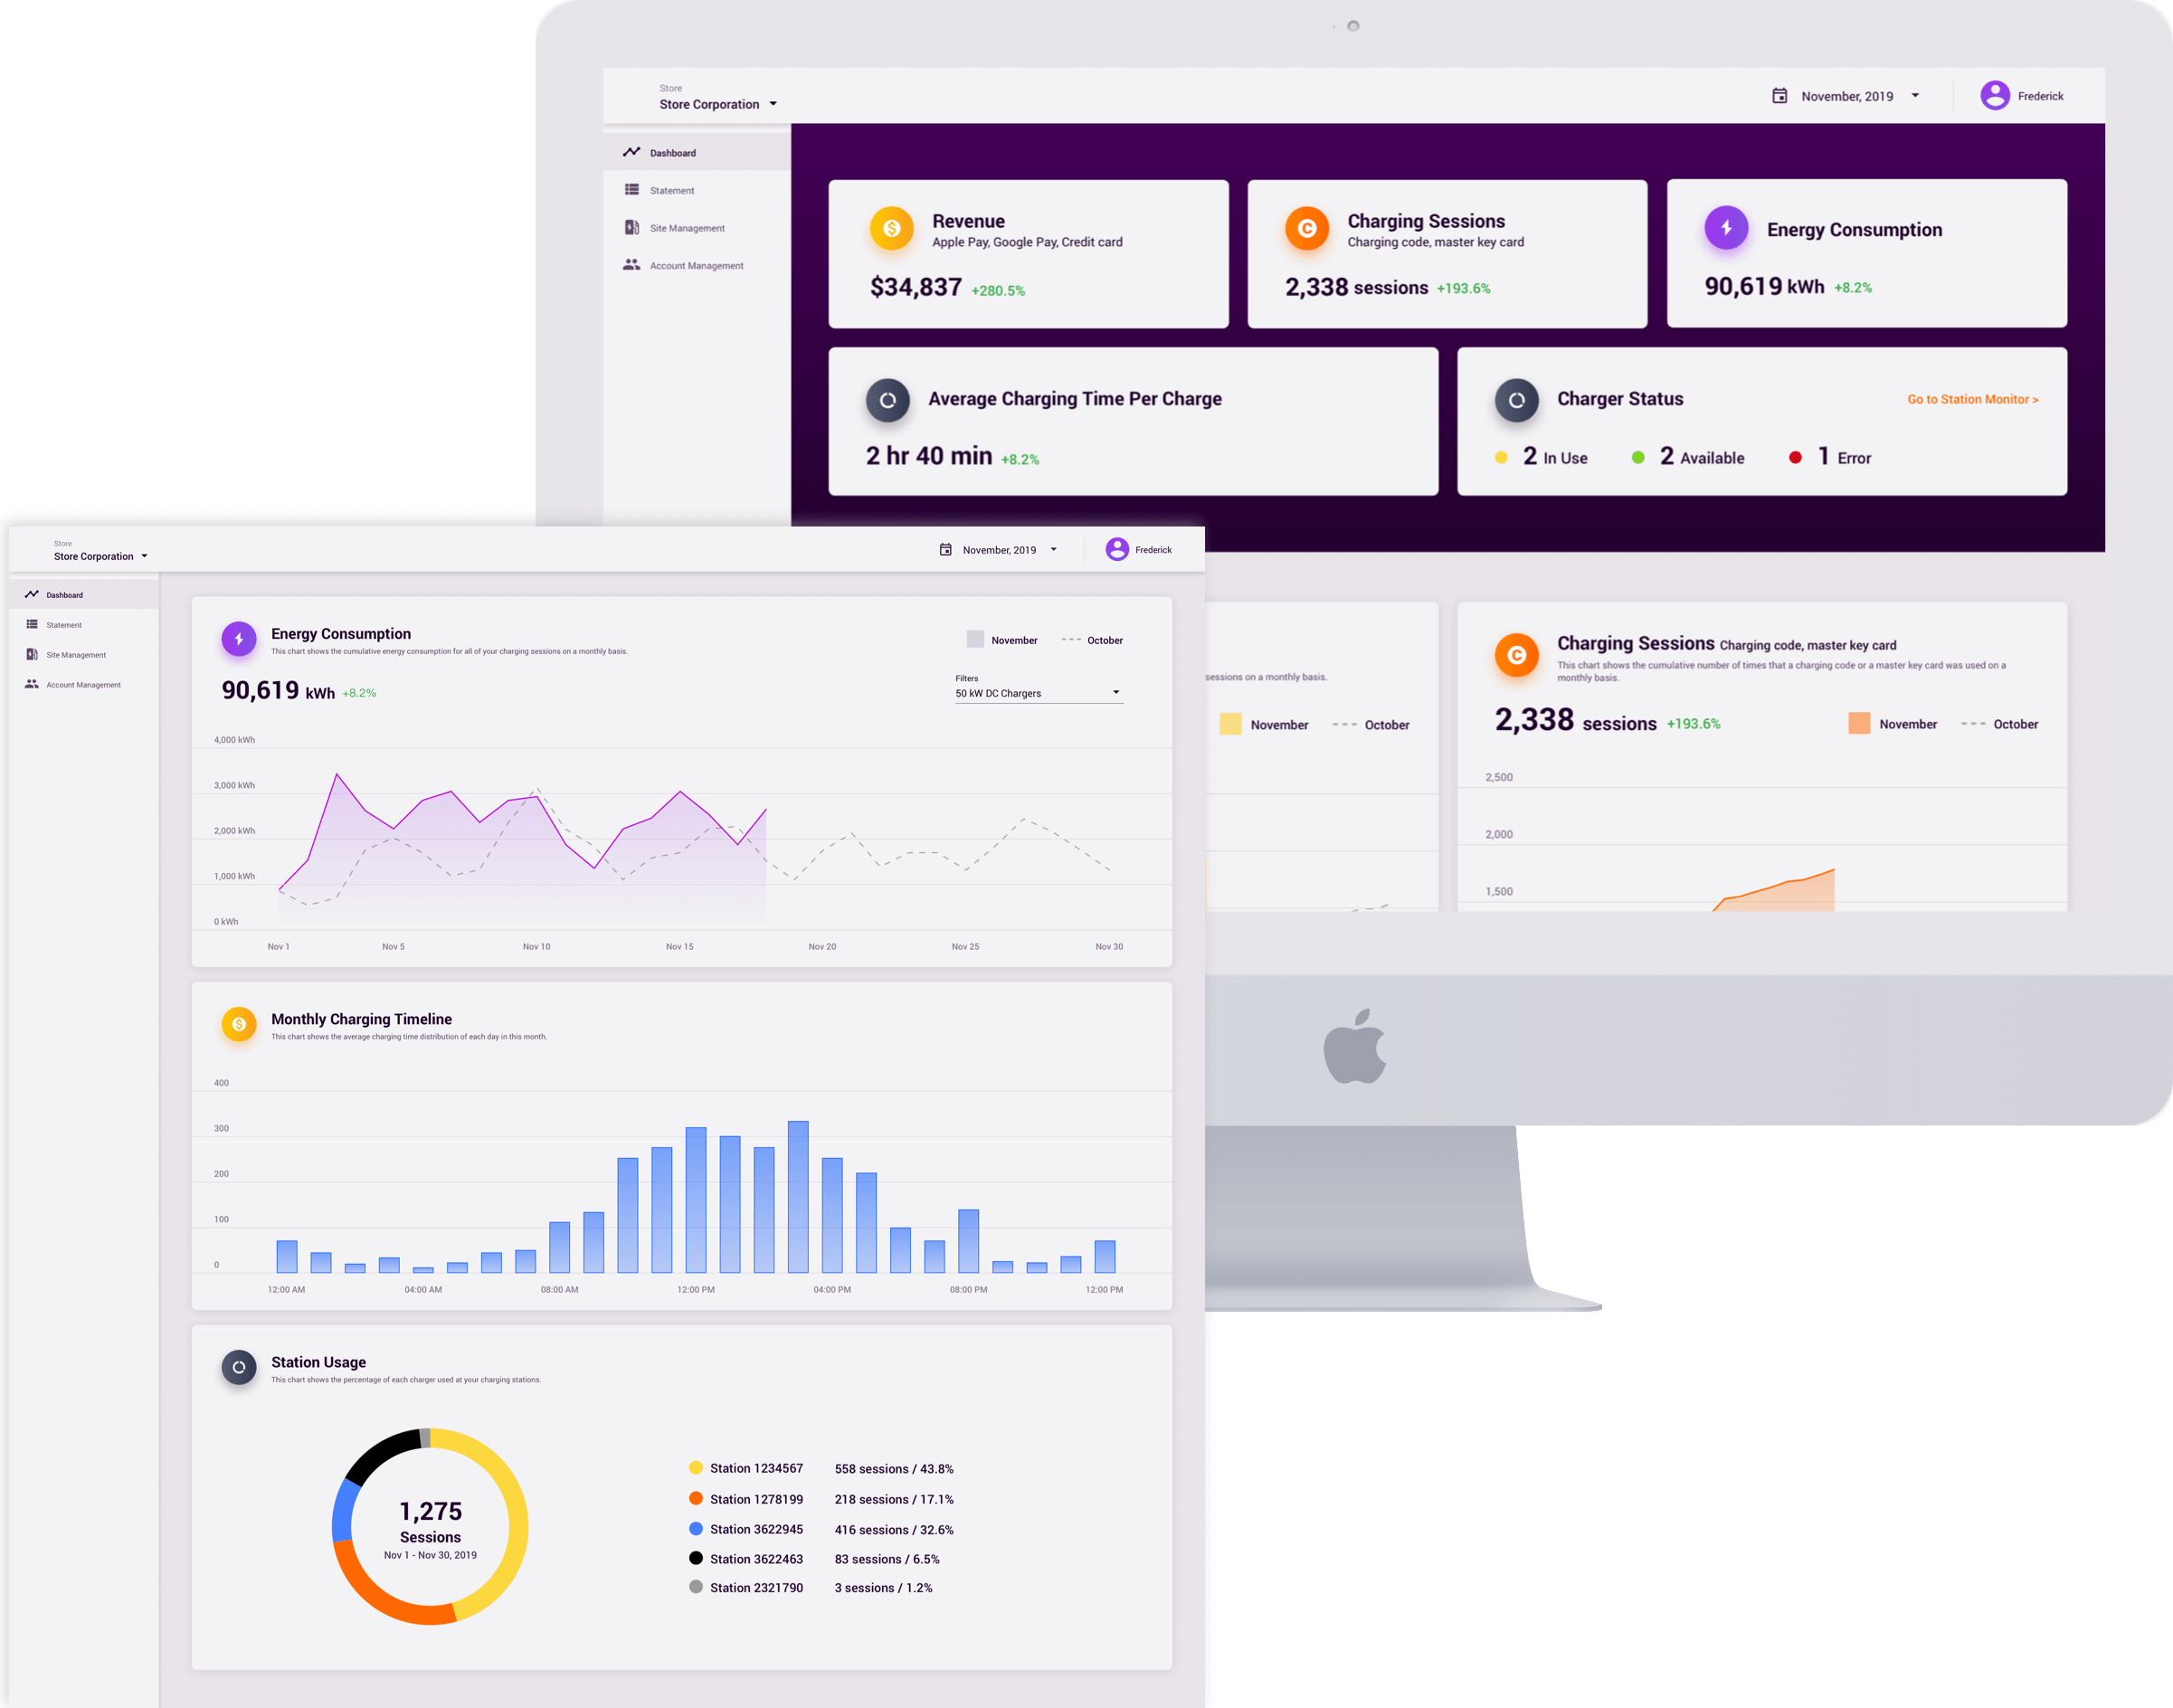 Store
Store Corporation
November, 2019
Frederick
Dashboard
Statement
Site Management
Account Management
Revenue
Apple Pay, Google Pay, Credit card
$34,837 +280.5%
Charging Sessions
Charging code, master key card
2,338 sessions +193.6%
Energy Consumption
90,619 kWh +8.2%
Average Charging Time Per Charge
2 hr 40 min +8.2%
Charger Status
Go to Station Monitor >
2 In Use
2 Available
1 Error
sessions on a monthly basis.
November
October
Charging Sessions Charging code, master key card
This chart shows the cumulative number of times that a charging code or a master key card was used on a
monthly basis.
2,338 sessions +193.6%
November
October
2,500
2,000
1,500
Store
Store Corporation
November, 2019
Frederick
Dashboard
Statement
Site Management
Account Management
Energy Consumption
This chart shows the cumulative energy consumption for all of your charging sessions on a monthly basis.
November
October
90,619 kWh +8.2%
Filters
50 kW DC Chargers
4,000 kWh
3,000 kWh
2,000 kWh
1,000 kWh
0 kWh
Nov 1
Nov 5
Nov 10
Nov 15
Nov 20
Nov 25
Nov 30
Monthly Charging Timeline
This chart shows the average charging time distribution of each day in this month.
400
300
200
100
0
12:00 AM
04:00 AM
08:00 AM
12:00 PM
04:00 PM
08:00 PM
12:00 PM
Station Usage
This chart shows the percentage of each charger used at your charging stations.
1,275
Sessions
Nov 1 - Nov 30, 2019
Station 1234567 558 sessions / 43.8%
Station 1278199 218 sessions / 17.1%
Station 3622945 416 sessions / 32.6%
Station 3622463 83 sessions / 6.5%
Station 2321790 3 sessions / 1.2%